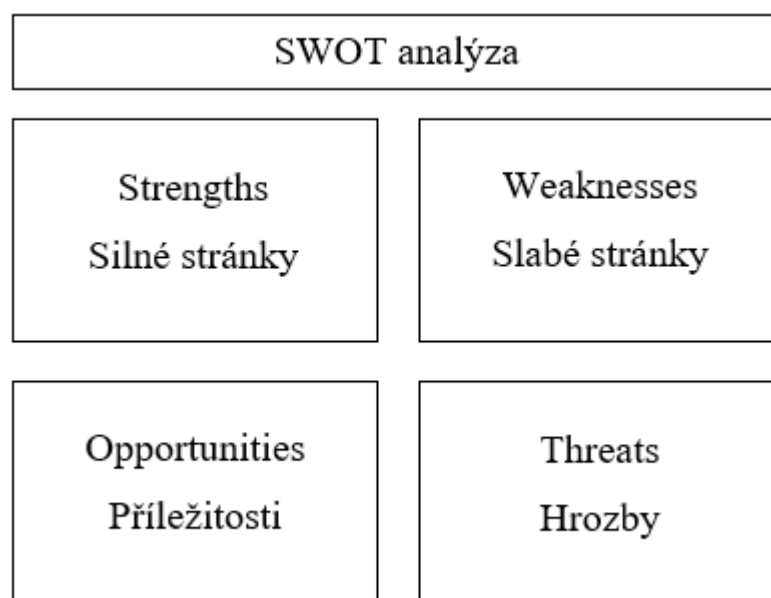 SWOT analýza
Strengths
Silné stránky
Weaknesses
Slabé stránky
Opportunities
Příležitosti
Threats
Hrozby